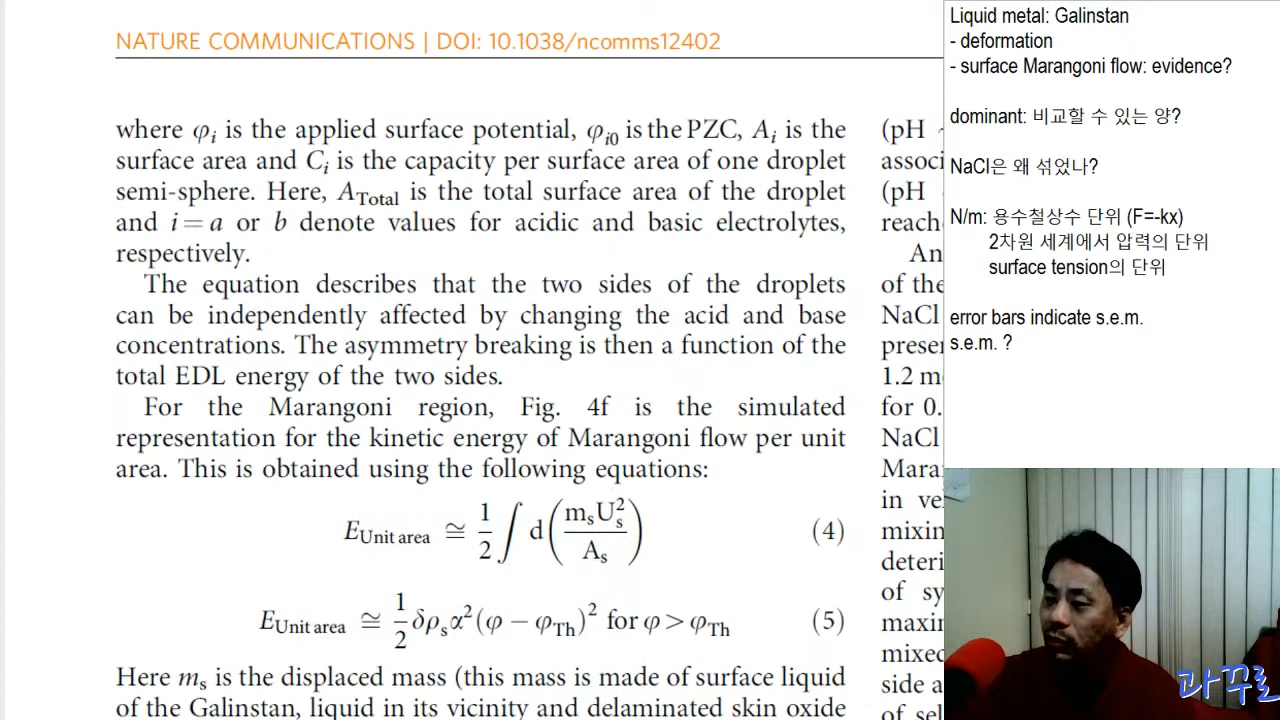 NATURE COMMUNICATIONS | DOI: 10.1038/ncomms12402
where φi is the applied surface potential, φi0 is the PZC, Ai is the
surface area and Ci is the capacity per surface area of one droplet
semi-sphere. Here, ATotal is the total surface area of the droplet
and i = a or b denote values for acidic and basic electrolytes,
respectively.
The equation describes that the two sides of the droplets
can be independently affected by changing the acid and base
concentrations. The asymmetry breaking is then a function of the
total EDL energy of the two sides.
For the Marangoni region, Fig. 4f is the simulated
representation for the kinetic energy of Marangoni flow per unit
area. This is obtained using the following equations:
EUnit area ≅ 1/2 ∫ d(msUs²/As) (4)
EUnit area ≅ 1/2 δρsα²(φ − φTh)² for φ > φTh (5)
Here ms is the displaced mass (this mass is made of surface liquid
of the Galinstan, liquid in its vicinity and delaminated skin oxide
(pH
associ
(pH
reach
An
of the
NaCl
preser
1.2 m
for 0.
NaCl
Mara
in ve
mixin
deteri
of sy
maxi
mixed
side a
of sel
Liquid metal: Galinstan
- deformation
- surface Marangoni flow: evidence?
dominant: 비교할 수 있는 양?
NaCl은 왜 섞었나?
N/m: 용수철상수 단위 (F=-kx)
2차원 세계에서 압력의 단위
surface tension의 단위
error bars indicate s.e.m.
s.e.m. ?
과꾸로